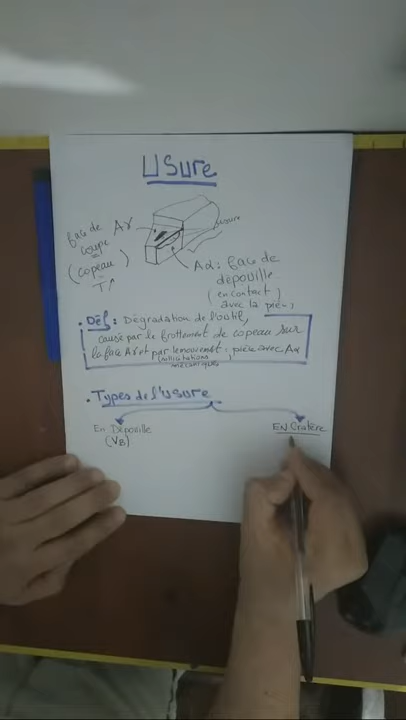 Usure
face de Aγ
coupe
(copeau)
T↑
usure
Aα: face de
dépouille
(en contact)
avec la pièce
. Déf: Dégradation de l'outil,
causé par le frottement de copeau sur
la face Aγ et par le mouvement: pièce avec Aα
mécaniques
. Types de l'usure
En Dépouille
(VB)
EN Cratère